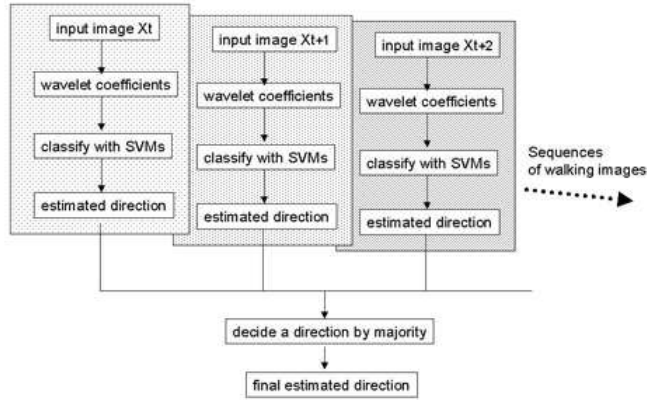 input image Xt
wavelet coefficients
classify with SVMs
estimated direction
input image Xt+1
wavelet coefficients
classify with SVMs
estimated direction
input image Xt+2
wavelet coefficients
classify with SVMs
estimated direction
Sequences
of walking images
decide a direction by majority
final estimated direction